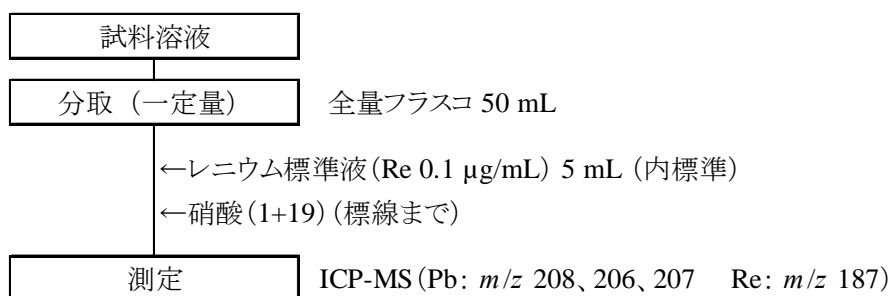 試料溶液
分取（一定量） 全量フラスコ 50 mL
←レニウム標準液（Re 0.1 µg/mL） 5 mL （内標準）
←硝酸（1+19）（標線まで）
測定 ICP-MS（Pb: m/z 208、206、207 Re: m/z 187）